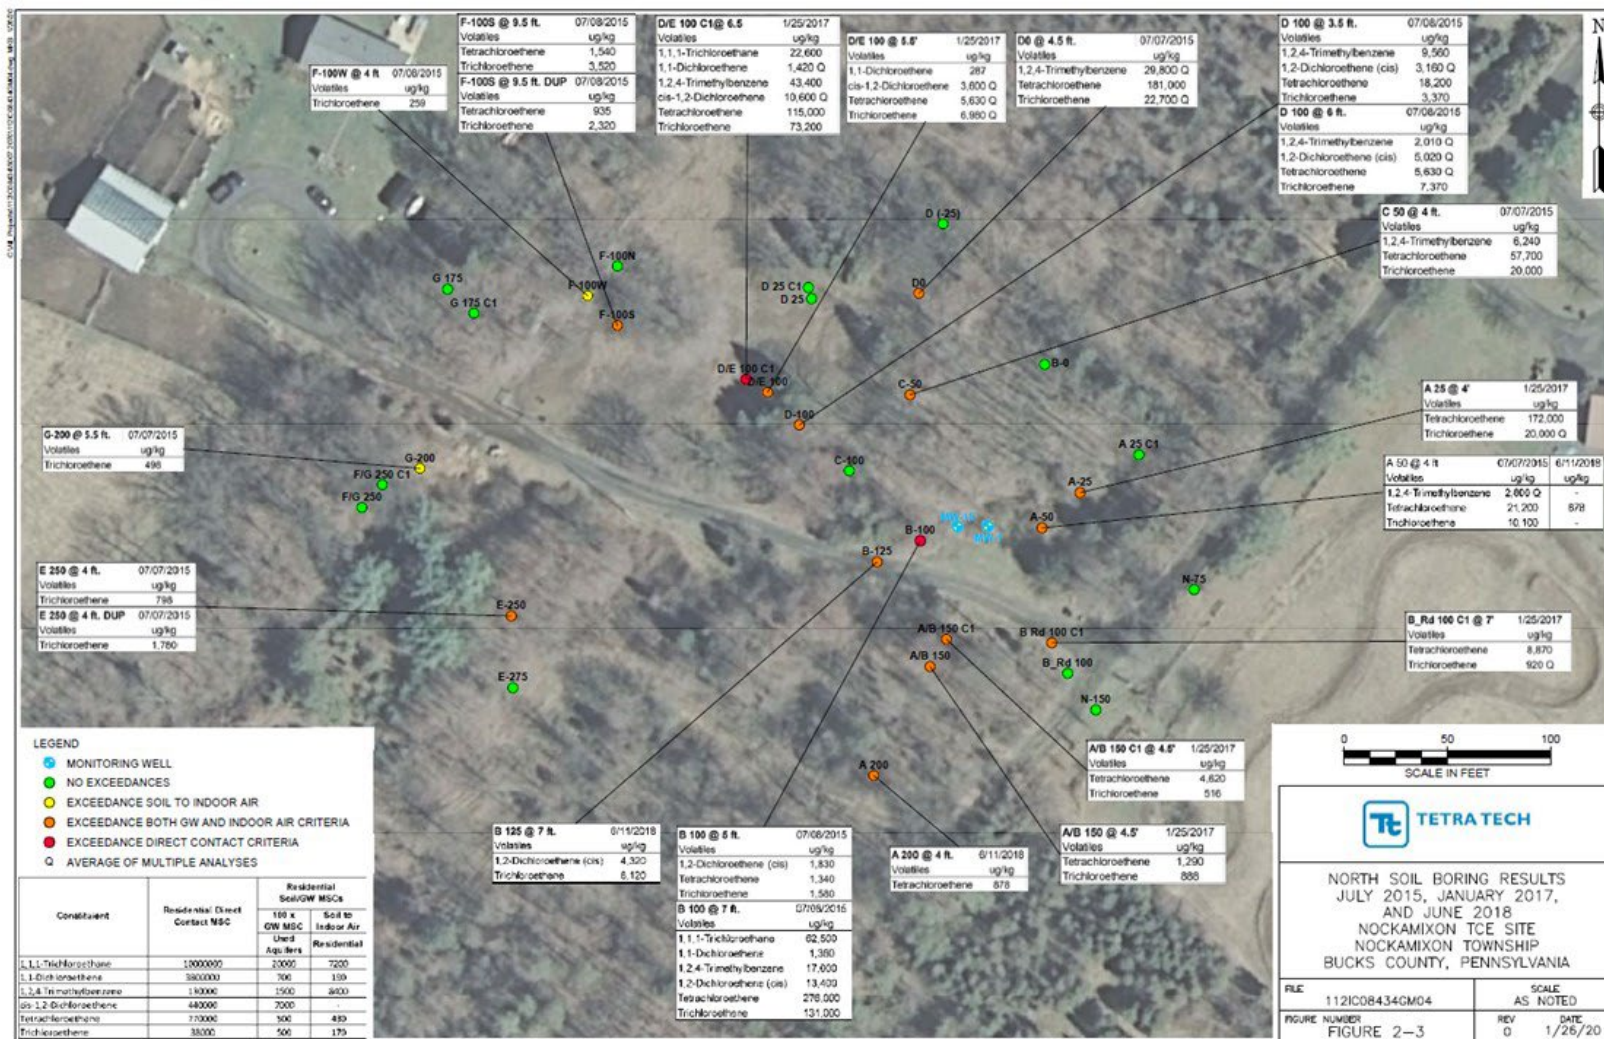 F-100W @ 4 ft 07/08/2015
Volatiles ug/kg
Trichloroethene 259
F-100S @ 9.5 ft. 07/08/2015
Volatiles ug/kg
Tetrachloroethene 1,540
Trichloroethene 3,520
F-100S @ 9.5 ft. DUP 07/08/2015
Volatiles ug/kg
Tetrachloroethene 935
Trichloroethene 2,320
D/E 100 C1@ 6.5 1/25/2017
Volatiles ug/kg
1,1,1-Trichloroethane 22,600
1,1-Dichloroethene 1,420 Q
1,2,4-Trimethylbenzene 43,400
cis-1,2-Dichloroethene 10,600 Q
Tetrachloroethene 115,000
Trichloroethene 73,200
D/E 100 @ 5.5' 1/25/2017
Volatiles ug/kg
1,1-Dichloroethene 287
cis-1,2-Dichloroethene 3,600 Q
Tetrachloroethene 5,630 Q
Trichloroethene 6,980 Q
D0 @ 4.5 ft. 07/07/2015
Volatiles ug/kg
1,2,4-Trimethylbenzene 29,800 Q
Tetrachloroethene 181,000
Trichloroethene 22,700 Q
D 100 @ 3.5 ft. 07/08/2015
Volatiles ug/kg
1,2,4-Trimethylbenzene 9,560
1,2-Dichloroethene (cis) 3,160 Q
Tetrachloroethene 18,200
Trichloroethene 3,370
D 100 @ 6 ft. 07/08/2015
Volatiles ug/kg
1,2,4-Trimethylbenzene 2,010 Q
1,2-Dichloroethene (cis) 5,020 Q
Tetrachloroethene 5,630 Q
Trichloroethene 7,370
N
C 50 @ 4 ft. 07/07/2015
Volatiles ug/kg
1,2,4-Trimethylbenzene 6,240
Tetrachloroethene 57,700
Trichloroethene 20,000
D (-25)
F-100N
G 175
F-100W
D 25 C1
D 25
D0
G 175 C1
F-100S
B-0
D/E 100 C1
D/E 100
C-50
D-100
A 25 @ 4' 1/25/2017
Volatiles ug/kg
Tetrachloroethene 172,000
Trichloroethene 20,000 Q
G-200 @ 5.5 ft. 07/07/2015
Volatiles ug/kg
Trichloroethene 498
G-200
F/G 250 C1
F/G 250
C-100
A 25 C1
A-25
A 50 @ 4 ft 07/07/2015 6/11/2018
Volatiles ug/kg ug/kg
1,2,4-Trimethylbenzene 2,800 Q -
Tetrachloroethene 21,200 878
Trichloroethene 10,100 -
A-50
B-100
B-125
E 250 @ 4 ft. 07/07/2015
Volatiles ug/kg
Trichloroethene 798
E 250 @ 4 ft. DUP 07/07/2015
Volatiles ug/kg
Trichloroethene 1,780
E-250
N-75
A/B 150 C1
B Rd 100 C1
A/B 150
B_Rd 100
B_Rd 100 C1 @ 7' 1/25/2017
Volatiles ug/kg
Tetrachloroethene 8,870
Trichloroethene 920 Q
E-275
N-150
A 200
A/B 150 C1 @ 4.5' 1/25/2017
Volatiles ug/kg
Tetrachloroethene 4,620
Trichloroethene 516
LEGEND
MONITORING WELL
NO EXCEEDANCES
EXCEEDANCE SOIL TO INDOOR AIR
EXCEEDANCE BOTH GW AND INDOOR AIR CRITERIA
EXCEEDANCE DIRECT CONTACT CRITERIA
Q AVERAGE OF MULTIPLE ANALYSES
B 125 @ 7 ft. 6/11/2018
Volatiles ug/kg
1,2-Dichloroethene (cis) 4,320
Trichloroethene 6,120
B 100 @ 5 ft. 07/08/2015
Volatiles ug/kg
1,2-Dichloroethene (cis) 1,830
Tetrachloroethene 1,340
Trichloroethene 1,580
B 100 @ 7 ft. 07/08/2015
Volatiles ug/kg
1,1,1-Trichloroethane 62,500
1,1-Dichloroethene 1,360
1,2,4-Trimethylbenzene 17,600
1,2-Dichloroethene (cis) 13,400
Tetrachloroethene 276,000
Trichloroethene 131,000
A 200 @ 4 ft. 6/11/2018
Volatiles ug/kg
Tetrachloroethene 878
A/B 150 @ 4.5' 1/25/2017
Volatiles ug/kg
Tetrachloroethene 1,290
Trichloroethene 888
Constituent Residential Direct Contact MSC Residential Soil/GW MSCs
100 x GW MSC Soil to Indoor Air
Used Aquifers Residential
1,1,1-Trichloroethane 10000000 20000 7200
1,1-Dichloroethene 3800000 700 190
1,2,4-Trimethylbenzene 130000 1500 8400
cis-1,2-Dichloroethene 440000 7000 -
Tetrachloroethene 770000 500 430
Trichloroethene 38000 500 170
0 50 100
SCALE IN FEET
Tt TETRA TECH
NORTH SOIL BORING RESULTS
JULY 2015, JANUARY 2017,
AND JUNE 2018
NOCKAMIXON TCE SITE
NOCKAMIXON TOWNSHIP
BUCKS COUNTY, PENNSYLVANIA
FILE 112IC08434GM04
SCALE AS NOTED
FIGURE NUMBER FIGURE 2-3
REV 0
DATE 1/26/20